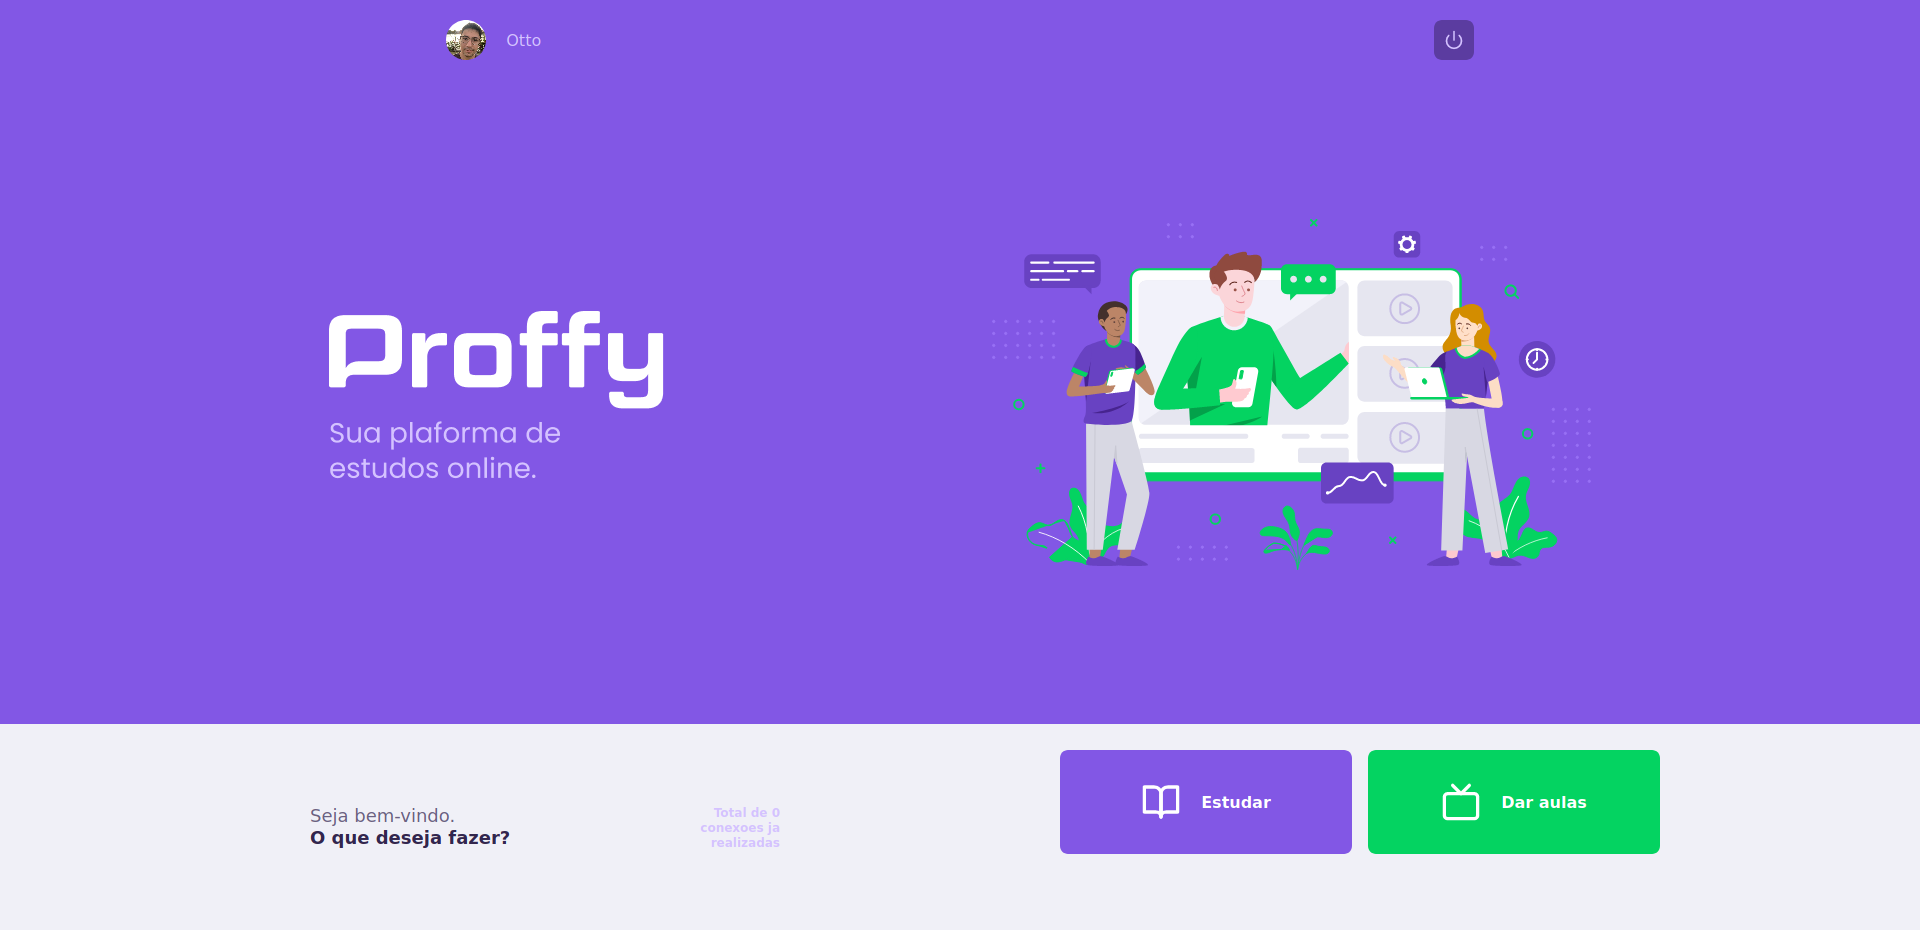 Otto
Proffy
Sua plaforma de
estudos online.
Seja bem-vindo.
O que deseja fazer?
Total de 0
conexoes ja
realizadas
Estudar
Dar aulas